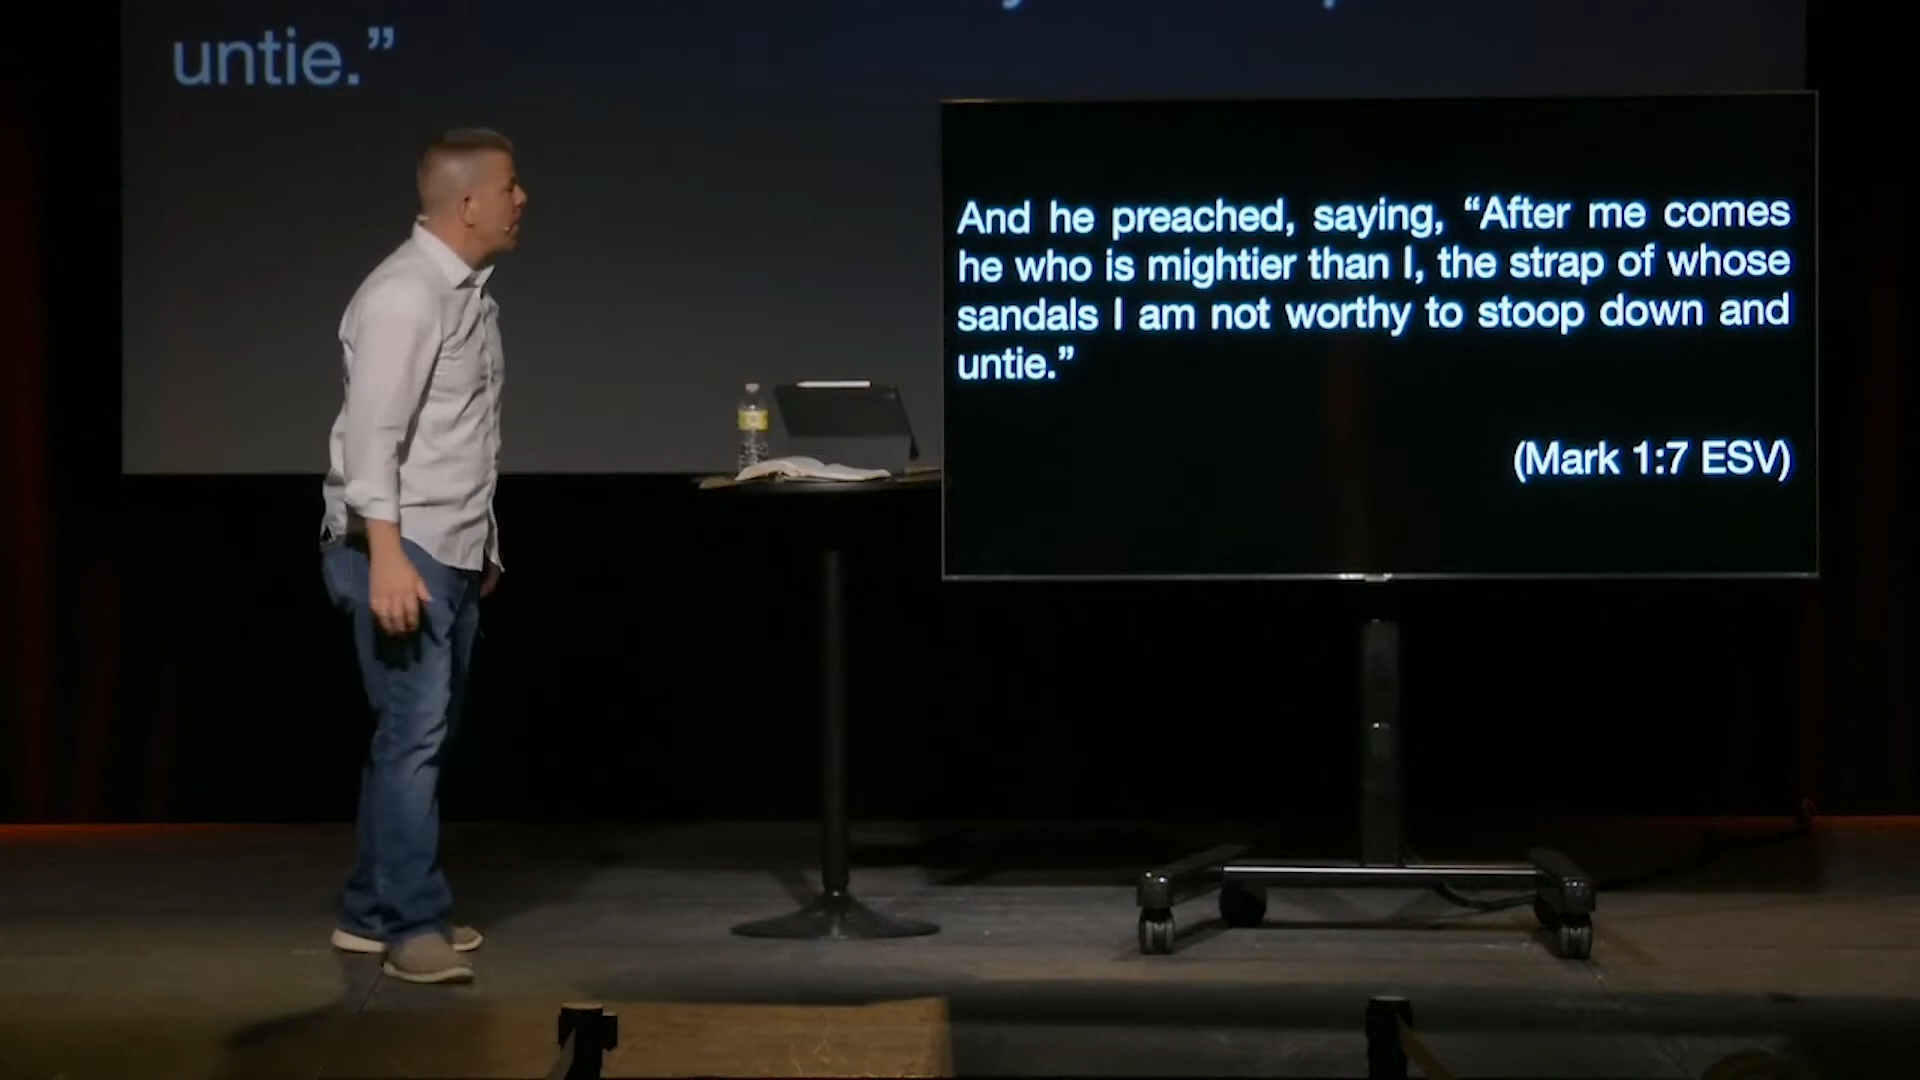 untie.”
And he preached, saying, “After me comes
he who is mightier than I, the strap of whose
sandals I am not worthy to stoop down and
untie.”
(Mark 1:7 ESV)